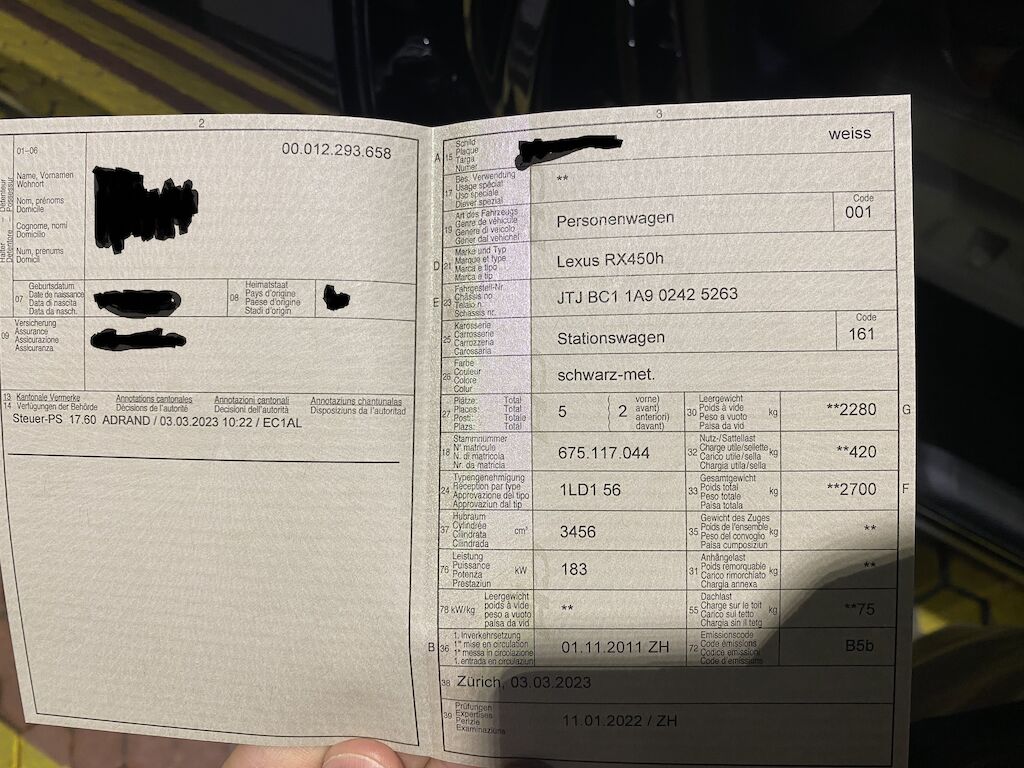 2
01-06
00.012.293.658
Halter – Détenteur
Detentore – Possessur
Name, Vornamen
Wohnort
Nom, prénoms
Domicile
Cognome, nomi
Domicilio
Num, prenums
Domicil
07
Geburtsdatum
Date de naissance
Data di nascita
Data da nasch.
08
Heimatstaat
Pays d'origine
Paese d'origine
Stadi d'origin
09
Versicherung
Assurance
Assicurazione
Assicuranza
13 Kantonale Vermerke Annotations cantonales Annotazioni cantonali Annotaziuns chantunalas
14 Verfügungen der Behörde Décisions de l'autorité Decisioni dell'autorità Disposiziuns da l'autoritad
Steuer-PS 17.60 ADRAND / 03.03.2023 10:22 / EC1AL
3
A 15
Schild
Plaque
Targa
Numer
weiss
17
Bes. Verwendung
Usage spécial
Uso speciale
Diever spezial
**
19
Art des Fahrzeugs
Genre de véhicule
Genere di veicolo
Gener dal vehichel
Personenwagen
Code
001
D 21
Marke und Typ
Marque et type
Marca e tipo
Marca e tip
Lexus RX450h
E 23
Fahrgestell-Nr.
Châssis no
Telaio n.
Schassis nr.
JTJ BC1 1A9 0242 5263
25
Karosserie
Carrosserie
Carrozzeria
Carossaria
Stationswagen
Code
161
26
Farbe
Couleur
Colore
Colur
schwarz-met.
27
Plätze: Total
Places: Total
Posti: Totale
Plazs: Total
5 ( 2 vorne)
avant)
anteriori)
davant)
30
Leergewicht
Poids à vide
Peso a vuoto
Paisa da vid
kg
**2280
G
18
Stammnummer
N° matricule
N. di matricola
Nr. da matricla
675.117.044
32
Nutz-/Sattellast
Charge utile/sellette
Carico utile/sella
Chargia utila/sella
kg
**420
24
Typengenehmigung
Réception par type
Approvazione del tipo
Approvaziun dal tip
1LD1 56
33
Gesamtgewicht
Poids total
Peso totale
Paisa totala
kg
**2700
F
37
Hubraum
Cylindrée
Cilindrata
Cilindrada
cm³
3456
35
Gewicht des Zuges
Poids de l'ensemble
Peso del convoglio
Paisa cumposiziun
kg
**
76
Leistung
Puissance
Potenza
Prestaziun
kW
183
31
Anhängelast
Poids remorquable
Carico rimorchiato
Chargia annexa
kg
**
78 kW/kg
Leergewicht
poids à vide
peso a vuoto
paisa da vid
**
55
Dachlast
Charge sur le toit
Carico sul tetto
Chargia sin il tetg
kg
**75
B 36
1. Inverkehrsetzung
1re mise en circulation
1a messa in circolazione
1. entrada en circulaziun
01.11.2011 ZH
72
Emissionscode
Code émissions
Codice emissioni
Code d'emissiuns
B5b
38
Zürich, 03.03.2023
39
Prüfungen
Expertises
Perizie
Examinaziuns
11.01.2022 / ZH